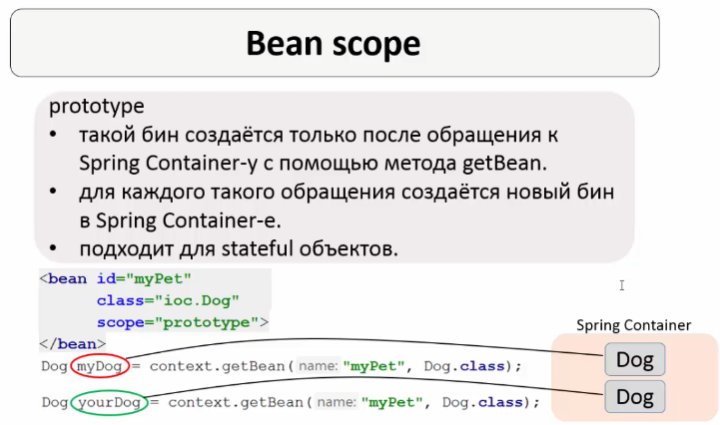 Bean scope
prototype
• такой бин создаётся только после обращения к
Spring Container-у с помощью метода getBean.
• для каждого такого обращения создаётся новый бин
в Spring Container-е.
• подходит для stateful объектов.
<bean id="myPet"
class="ioc.Dog"
scope="prototype">
</bean>
Spring Container
Dog myDog = context.getBean( name: "myPet", Dog.class);
Dog
Dog yourDog = context.getBean( name: "myPet", Dog.class);
Dog